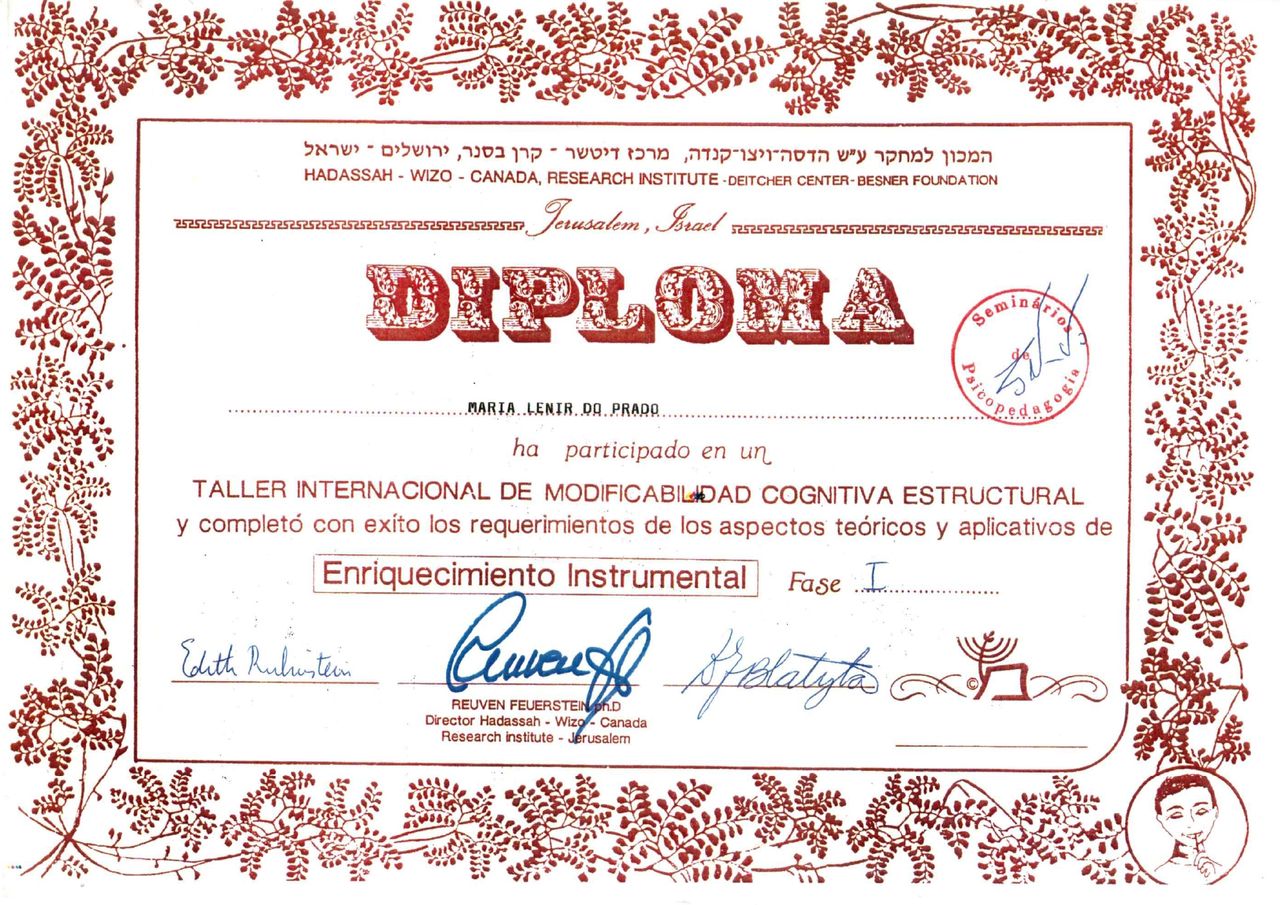 המכון למחקר ע"ש הדסה-ויצו-קנדה, מרכז דיטשר - קרן בסנר, ירושלים - ישראל
HADASSAH - WIZO - CANADA, RESEARCH INSTITUTE - DEITCHER CENTER - BESNER FOUNDATION
Jerusalem, Israel
DIPLOMA
Seminários
de
Psicopedagogia
MARIA LENIR DO PRADO
ha participado en un
TALLER INTERNACIONAL DE MODIFICABILIDAD COGNITIVA ESTRUCTURAL
y completó con exíto los requerimientos de los aspectos teóricos y aplicativos de
Enriquecimiento Instrumental Fase I
Edith Rubinstein
REUVEN FEUERSTEIN ph.D
Director Hadassah - Wizo - Canada
Research institute - Jerusalem
©